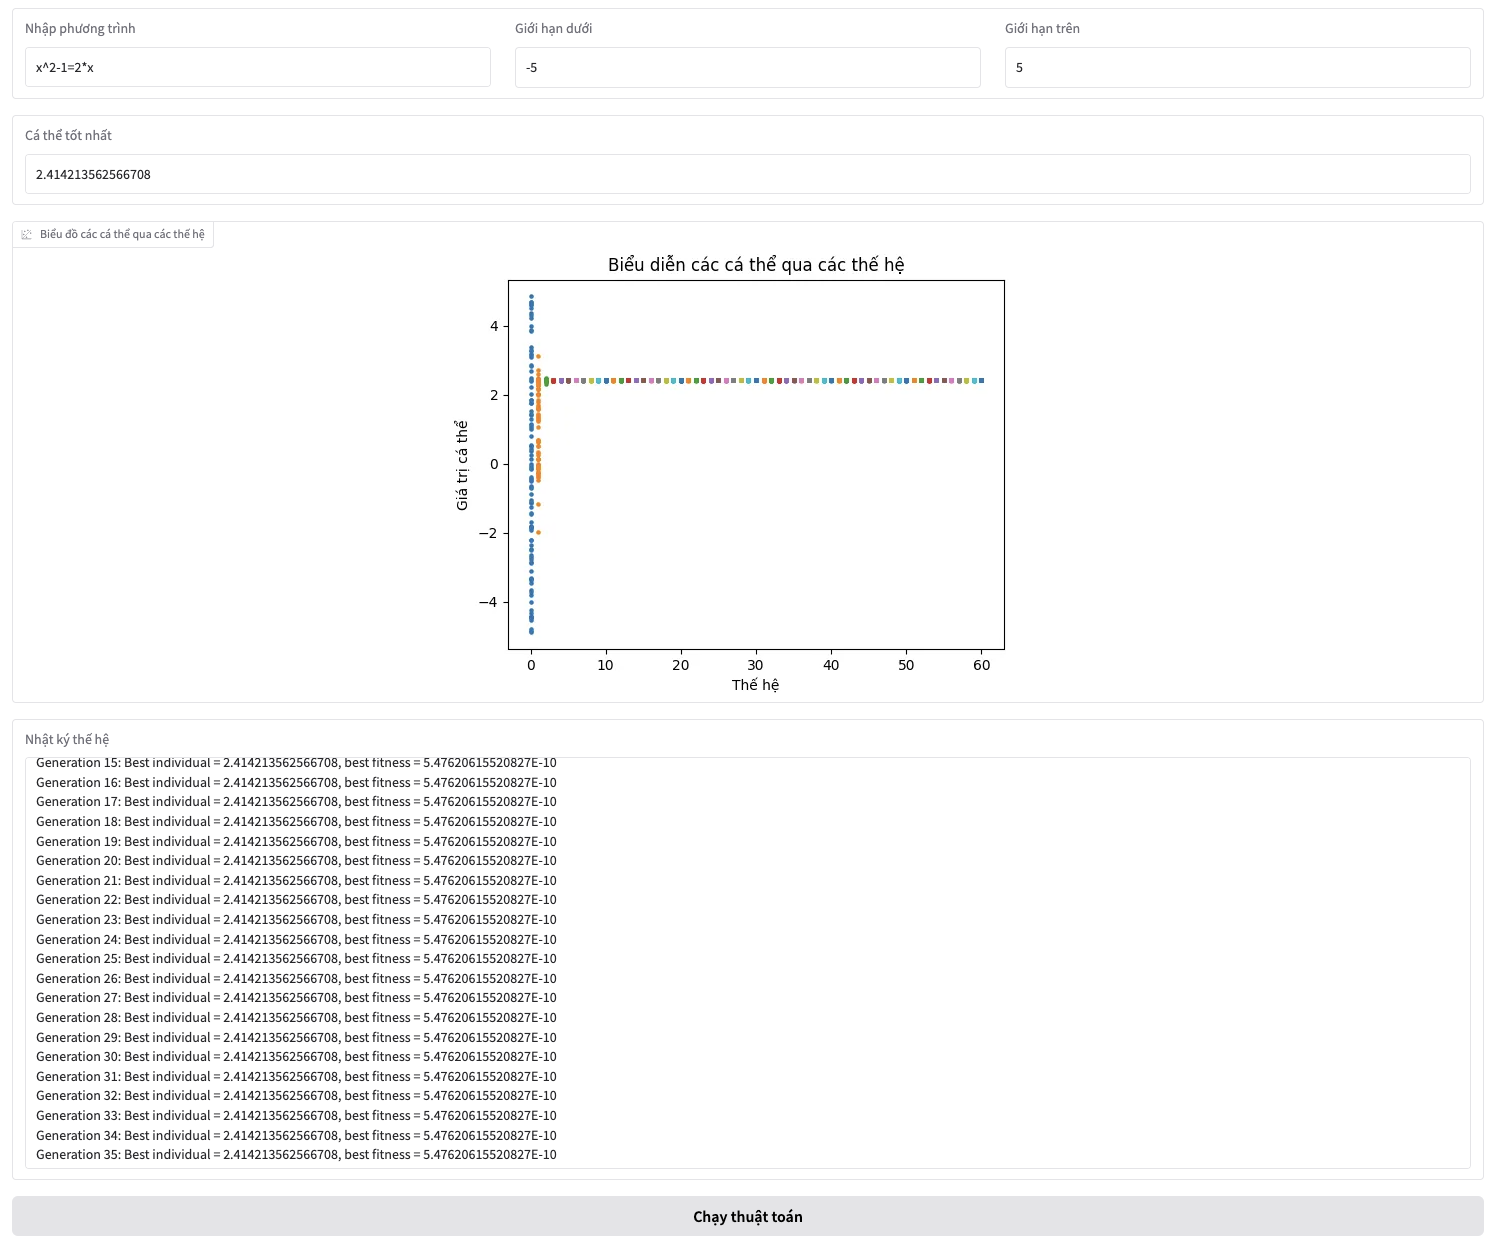 Nhập phương trình
Giới hạn dưới
Giới hạn trên
x^2-1=2*x
-5
5
Cá thể tốt nhất
2.414213562566708
Biểu đồ các cá thể qua các thế hệ
Biểu diễn các cá thể qua các thế hệ
Giá trị cá thể
4
2
0
−2
−4
0 10 20 30 40 50 60
Thế hệ
Nhật ký thế hệ
Generation 15: Best individual = 2.414213562566708, best fitness = 5.47620615520827E-10
Generation 16: Best individual = 2.414213562566708, best fitness = 5.47620615520827E-10
Generation 17: Best individual = 2.414213562566708, best fitness = 5.47620615520827E-10
Generation 18: Best individual = 2.414213562566708, best fitness = 5.47620615520827E-10
Generation 19: Best individual = 2.414213562566708, best fitness = 5.47620615520827E-10
Generation 20: Best individual = 2.414213562566708, best fitness = 5.47620615520827E-10
Generation 21: Best individual = 2.414213562566708, best fitness = 5.47620615520827E-10
Generation 22: Best individual = 2.414213562566708, best fitness = 5.47620615520827E-10
Generation 23: Best individual = 2.414213562566708, best fitness = 5.47620615520827E-10
Generation 24: Best individual = 2.414213562566708, best fitness = 5.47620615520827E-10
Generation 25: Best individual = 2.414213562566708, best fitness = 5.47620615520827E-10
Generation 26: Best individual = 2.414213562566708, best fitness = 5.47620615520827E-10
Generation 27: Best individual = 2.414213562566708, best fitness = 5.47620615520827E-10
Generation 28: Best individual = 2.414213562566708, best fitness = 5.47620615520827E-10
Generation 29: Best individual = 2.414213562566708, best fitness = 5.47620615520827E-10
Generation 30: Best individual = 2.414213562566708, best fitness = 5.47620615520827E-10
Generation 31: Best individual = 2.414213562566708, best fitness = 5.47620615520827E-10
Generation 32: Best individual = 2.414213562566708, best fitness = 5.47620615520827E-10
Generation 33: Best individual = 2.414213562566708, best fitness = 5.47620615520827E-10
Generation 34: Best individual = 2.414213562566708, best fitness = 5.47620615520827E-10
Generation 35: Best individual = 2.414213562566708, best fitness = 5.47620615520827E-10
Chạy thuật toán